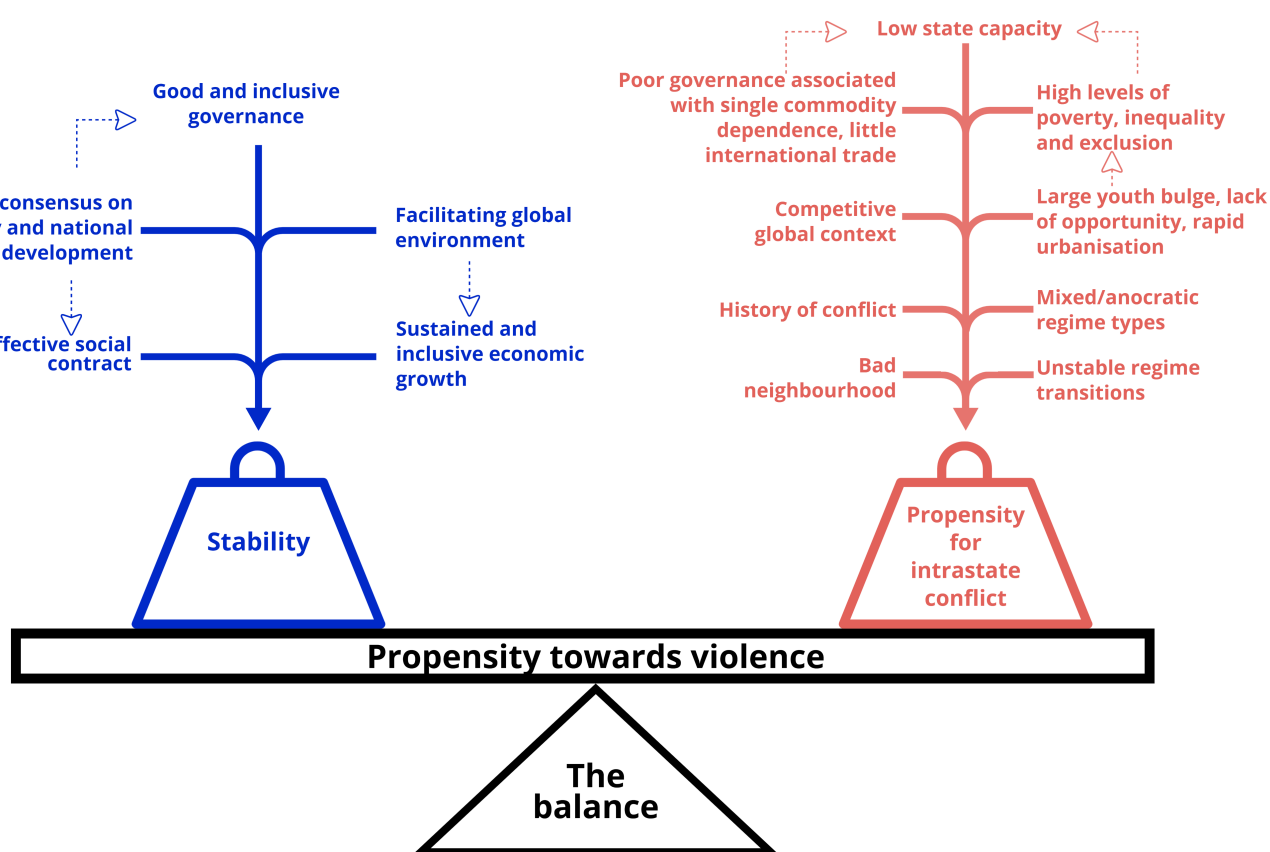 Good and inclusive
governance
consensus on
and national
development
Facilitating global
environment
social
contract
Sustained and
inclusive economic
growth
Stability
Low state capacity
Poor governance associated
with single commodity
dependence, little
international trade
High levels of
poverty, inequality
and exclusion
Competitive
global context
Large youth bulge, lack
of opportunity, rapid
urbanisation
History of conflict
Mixed/anocratic
regime types
Bad
neighbourhood
Unstable regime
transitions
Propensity
for
intrastate
conflict
Propensity towards violence
The
balance